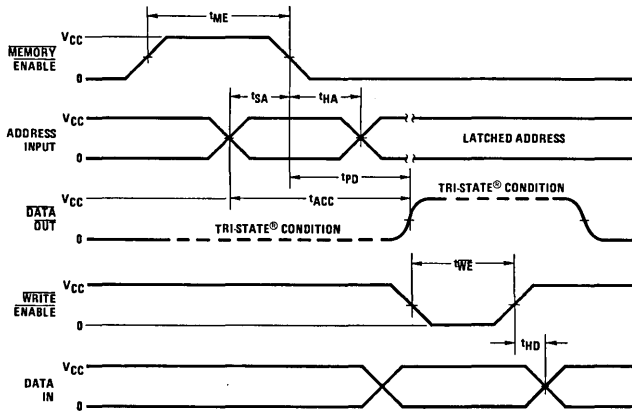 tME
VCC
MEMORY
ENABLE
0
tSA
tHA
VCC
ADDRESS
INPUT
LATCHED ADDRESS
0
tPD
tACC
TRI-STATE® CONDITION
VCC
DATA
OUT
TRI-STATE® CONDITION
0
tWE
VCC
WRITE
ENABLE
0
tHD
VCC
DATA
IN
0